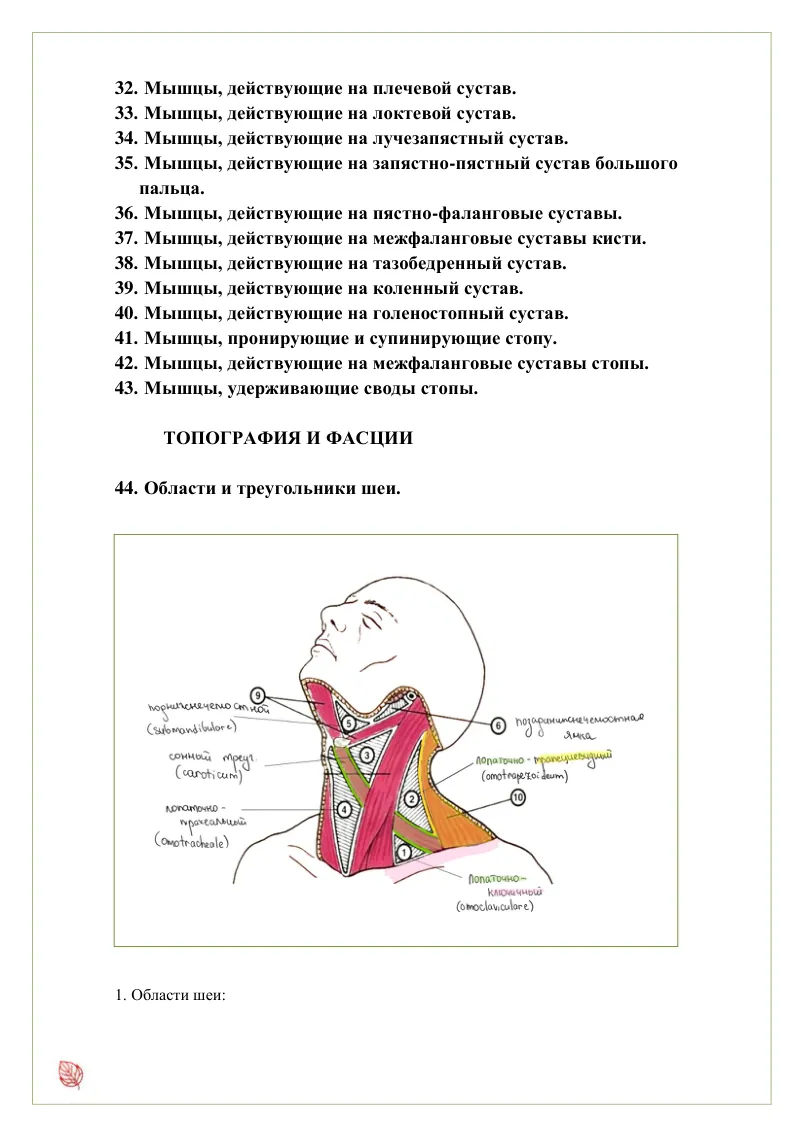 32. Мышцы, действующие на плечевой сустав.
33. Мышцы, действующие на локтевой сустав.
34. Мышцы, действующие на лучезапястный сустав.
35. Мышцы, действующие на запястно-пястный сустав большого
пальца.
36. Мышцы, действующие на пястно-фаланговые суставы.
37. Мышцы, действующие на межфаланговые суставы кисти.
38. Мышцы, действующие на тазобедренный сустав.
39. Мышцы, действующие на коленный сустав.
40. Мышцы, действующие на голеностопный сустав.
41. Мышцы, пронирующие и супинирующие стопу.
42. Мышцы, действующие на межфаланговые суставы стопы.
43. Мышцы, удерживающие своды стопы.
ТОПОГРАФИЯ И ФАСЦИИ
44. Области и треугольники шеи.
9
поднижнечелюстной
(submandibulare)
5
6
позадинижнечелюстная
ямка
сонный треуг.
(caroticum)
3
лопаточно-трапециевидный
(omotrapezoideum)
лопаточно-
трахеальный
(omotracheale)
4
2
10
1
лопаточно-
ключичный
(omoclaviculare)
1. Области шеи: